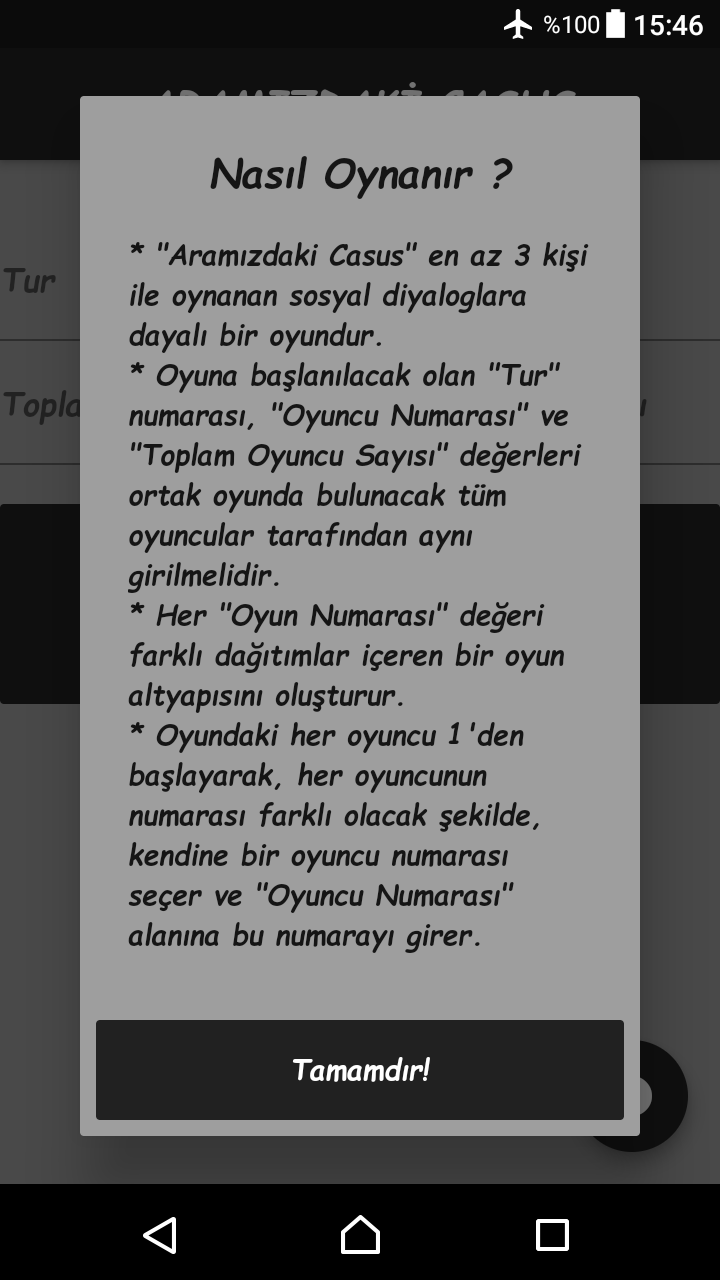 %100 15:46
Nasıl Oynanır ?
* "Aramızdaki Casus" en az 3 kişi
ile oynanan sosyal diyaloglara
dayalı bir oyundur.
* Oyuna başlanılacak olan "Tur"
numarası, "Oyuncu Numarası" ve
"Toplam Oyuncu Sayısı" değerleri
ortak oyunda bulunacak tüm
oyuncular tarafından aynı
girilmelidir.
* Her "Oyun Numarası" değeri
farklı dağıtımlar içeren bir oyun
altyapısını oluşturur.
* Oyundaki her oyuncu 1'den
başlayarak, her oyuncunun
numarası farklı olacak şekilde,
kendine bir oyuncu numarası
seçer ve "Oyuncu Numarası"
alanına bu numarayı girer.
Tamamdır!
Tur